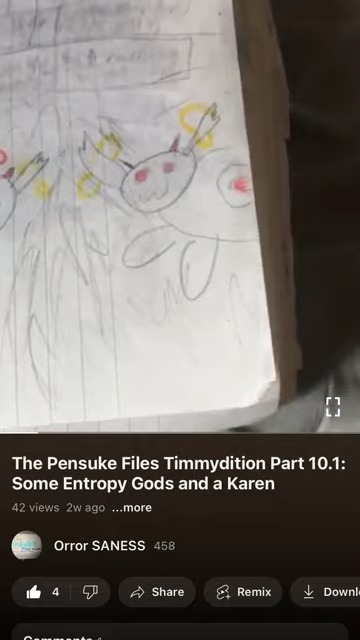 The Pensuke Files Timmydition Part 10.1:
Some Entropy Gods and a Karen
42 views 2w ago ...more
Orror SANESS 458
4 Share Remix Downl
Comments